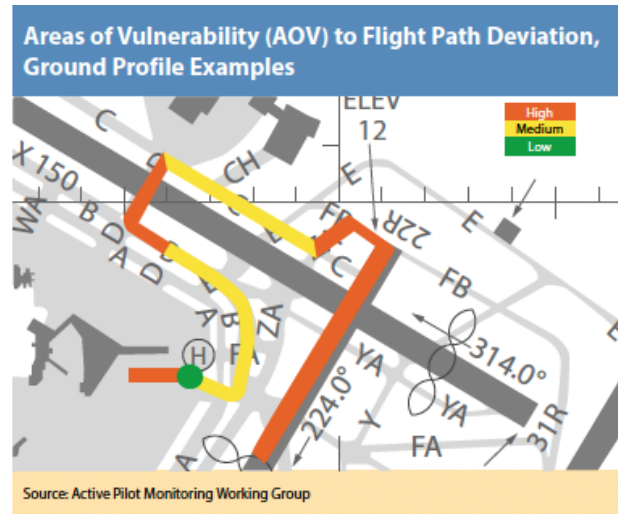 Areas of Vulnerability (AOV) to Flight Path Deviation,
Ground Profile Examples
High
Medium
Low
ELEV
12
C
CH
X 150
WA
B
D
A
D
E
22R
E
FB
C
A
B
ZA
H
FA
YA
314.0°
YA
31R
Y
FA
224.0°
A
Source: Active Pilot Monitoring Working Group